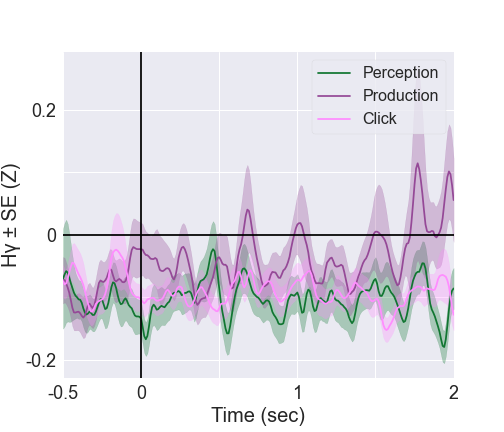 Perception
Production
Click
0.2
0
-0.2
Hγ ± SE (Z)
-0.5
0
1
2
Time (sec)